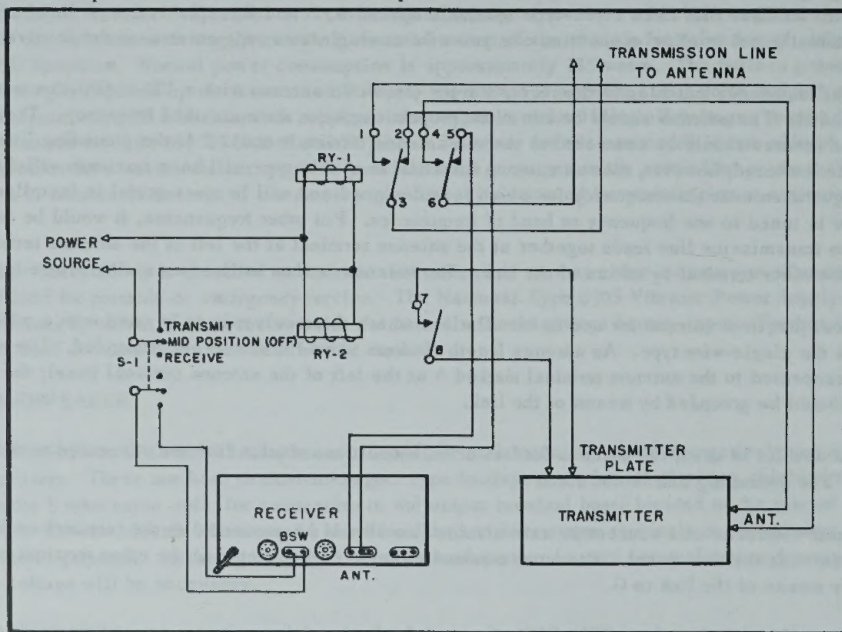 TRANSMISSION LINE
TO ANTENNA
1 2 4 5
RY-1
3 6
POWER
SOURCE
7
TRANSMIT
MID POSITION (OFF)
RECEIVE
RY-2
8
S-1
TRANSMITTER
PLATE
RECEIVER
BSW
TRANSMITTER
ANT.
ANT.